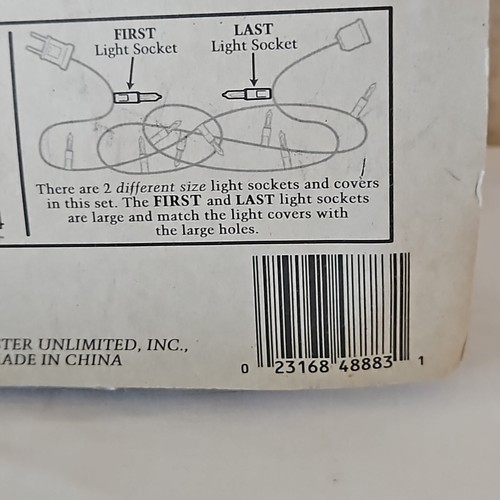 FIRST
Light Socket
LAST
Light Socket
There are 2 different size light sockets and covers
in this set. The FIRST and LAST light sockets
are large and match the light covers with
the large holes.
TER UNLIMITED, INC.,
ADE IN CHINA
0 23168 48883 1